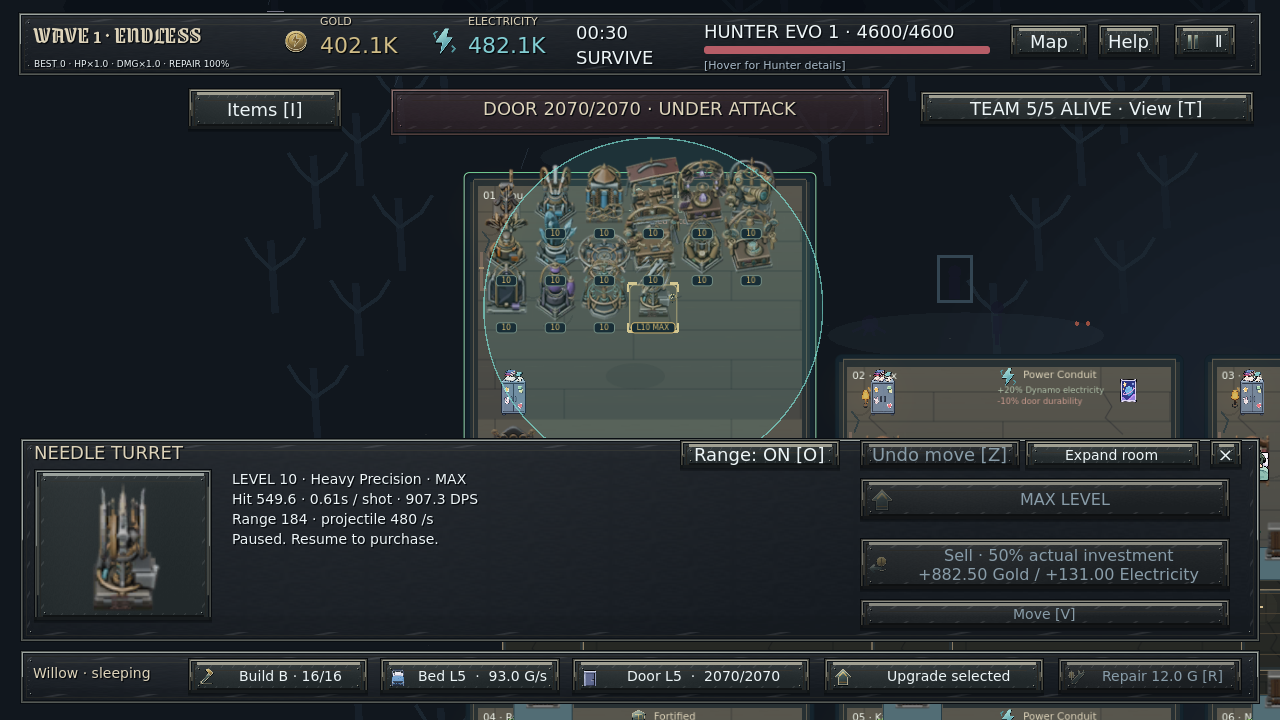 WAVE 1 · ENDLESS
BEST 0 · HP×1.0 · DMG×1.0 · REPAIR 100%
GOLD
402.1K
ELECTRICITY
482.1K
00:30
SURVIVE
HUNTER EVO 1 · 4600/4600
[Hover for Hunter details]
Map
Help
II
Items [I]
DOOR 2070/2070 · UNDER ATTACK
TEAM 5/5 ALIVE · View [T]
01
10 10 10 10 10
10 10 10 10 10 10
10 10 10 L10 MAX
02 ·
Power Conduit
+20% Dynamo electricity
-10% door durability
03 ·
NEEDLE TURRET
Range: ON [O]
Undo move [Z]
Expand room
×
LEVEL 10 · Heavy Precision · MAX
Hit 549.6 · 0.61s / shot · 907.3 DPS
Range 184 · projectile 480 /s
Paused. Resume to purchase.
MAX LEVEL
Sell · 50% actual investment
+882.50 Gold / +131.00 Electricity
Move [V]
Willow · sleeping
Build B · 16/16
Bed L5 · 93.0 G/s
Door L5 · 2070/2070
Upgrade selected
Repair 12.0 G [R]
04 · R
Fortified
05 · K
Power Conduit
06 ·